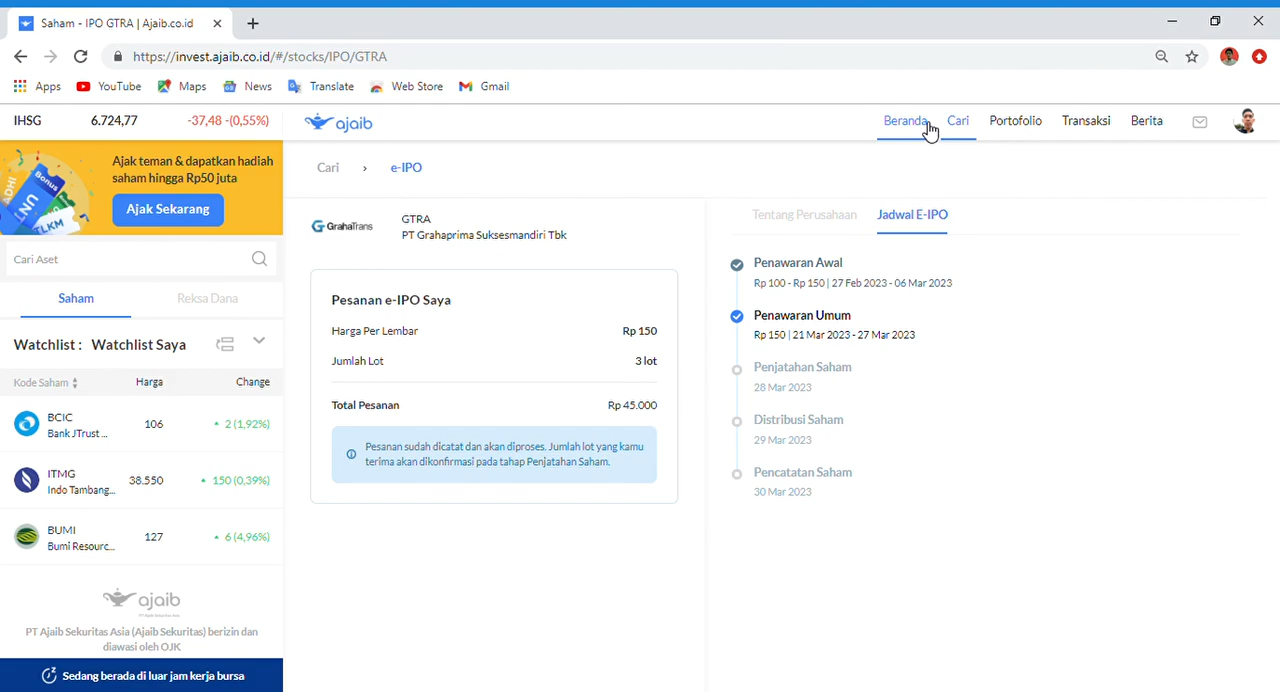 Saham - IPO GTRA | Ajaib.co.id
https://invest.ajaib.co.id/#/stocks/IPO/GTRA
Apps YouTube Maps News Translate Web Store Gmail
IHSG 6.724,77 -37,48 -(0,55%)
ajaib
Beranda Cari Portofolio Transaksi Berita
Ajak teman & dapatkan hadiah
saham hingga Rp50 juta
Ajak Sekarang
ADHI
Bonus
UNT
TLKM
Cari Aset
Saham Reksa Dana
Watchlist : Watchlist Saya
Kode Saham Harga Change
BCIC 106 2 (1,92%)
Bank JTrust ...
ITMG 38.550 150 (0,39%)
Indo Tambang...
BUMI 127 6 (4,96%)
Bumi Resourc...
ajaib
PT Ajaib Sekuritas Asia (Ajaib Sekuritas) berizin dan
diawasi oleh OJK
Sedang berada di luar jam kerja bursa
Cari › e-IPO
GrahaTrans
GTRA
PT Grahaprima Suksesmandiri Tbk
Pesanan e-IPO Saya
Harga Per Lembar Rp 150
Jumlah Lot 3 lot
Total Pesanan Rp 45.000
Pesanan sudah dicatat dan akan diproses. Jumlah lot yang kamu
terima akan dikonfirmasi pada tahap Penjatahan Saham.
Tentang Perusahaan Jadwal E-IPO
Penawaran Awal
Rp 100 - Rp 150 | 27 Feb 2023 - 06 Mar 2023
Penawaran Umum
Rp 150 | 21 Mar 2023 - 27 Mar 2023
Penjatahan Saham
28 Mar 2023
Distribusi Saham
29 Mar 2023
Pencatatan Saham
30 Mar 2023